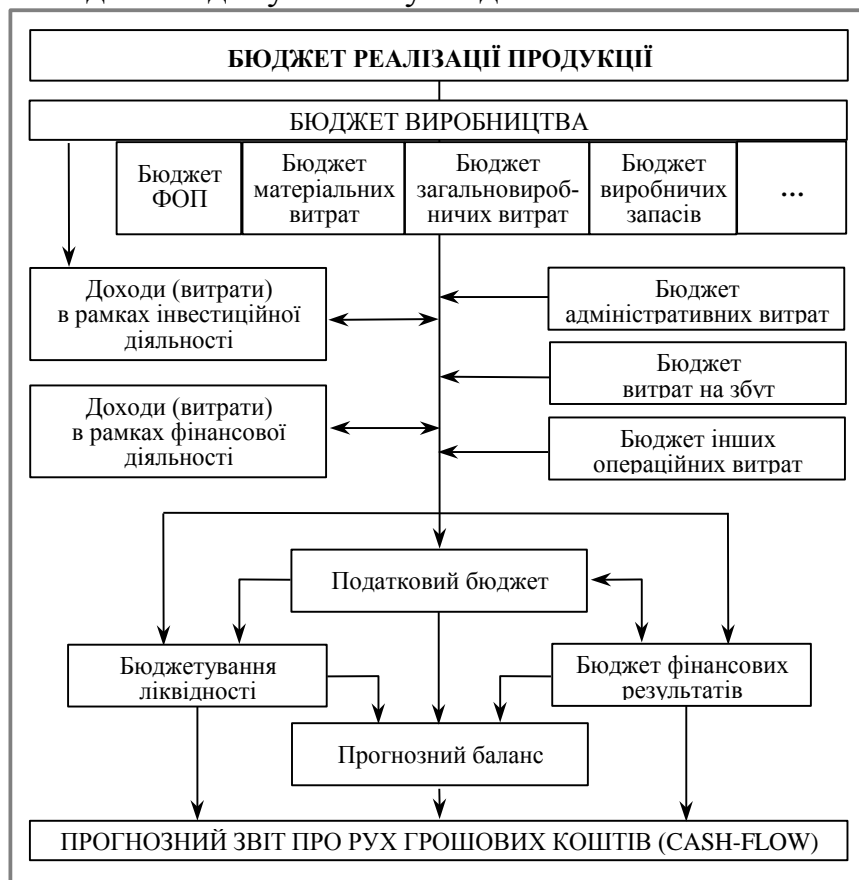 БЮДЖЕТ РЕАЛІЗАЦІЇ ПРОДУКЦІЇ
БЮДЖЕТ ВИРОБНИЦТВА
Бюджет
ФОП
Бюджет
матеріальних
витрат
Бюджет
загальновироб-
ничих витрат
Бюджет
виробничих
запасів
...
Доходи (витрати)
в рамках інвестиційної
діяльності
Бюджет
адміністративних витрат
Бюджет
витрат на збут
Доходи (витрати)
в рамках фінансової
діяльності
Бюджет інших
операційних витрат
Податковий бюджет
Бюджетування
ліквідності
Бюджет фінансових
результатів
Прогнозний баланс
ПРОГНОЗНИЙ ЗВІТ ПРО РУХ ГРОШОВИХ КОШТІВ (CASH-FLOW)